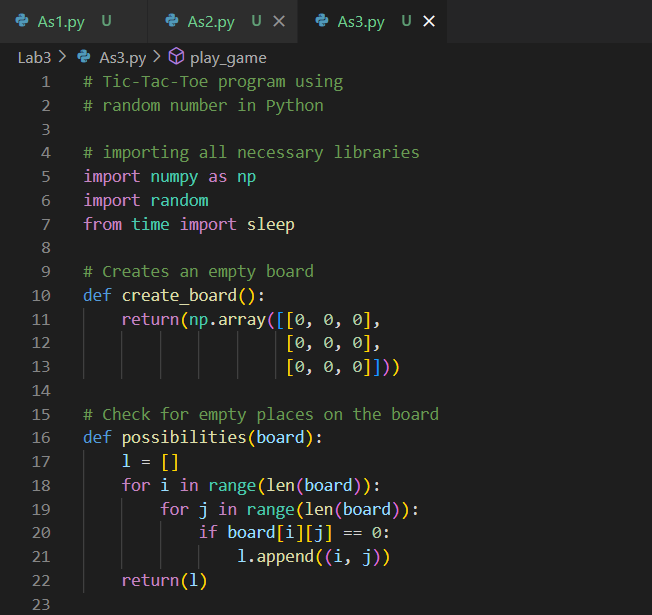 As1.py U As2.py U × As3.py U ×
Lab3 > As3.py > play_game
1 # Tic-Tac-Toe program using
2 # random number in Python
3
4 # importing all necessary libraries
5 import numpy as np
6 import random
7 from time import sleep
8
9 # Creates an empty board
10 def create_board():
11     return(np.array([[0, 0, 0],
12                      [0, 0, 0],
13                      [0, 0, 0]]))
14
15 # Check for empty places on the board
16 def possibilities(board):
17     l = []
18     for i in range(len(board)):
19         for j in range(len(board)):
20             if board[i][j] == 0:
21                 l.append((i, j))
22     return(l)
23